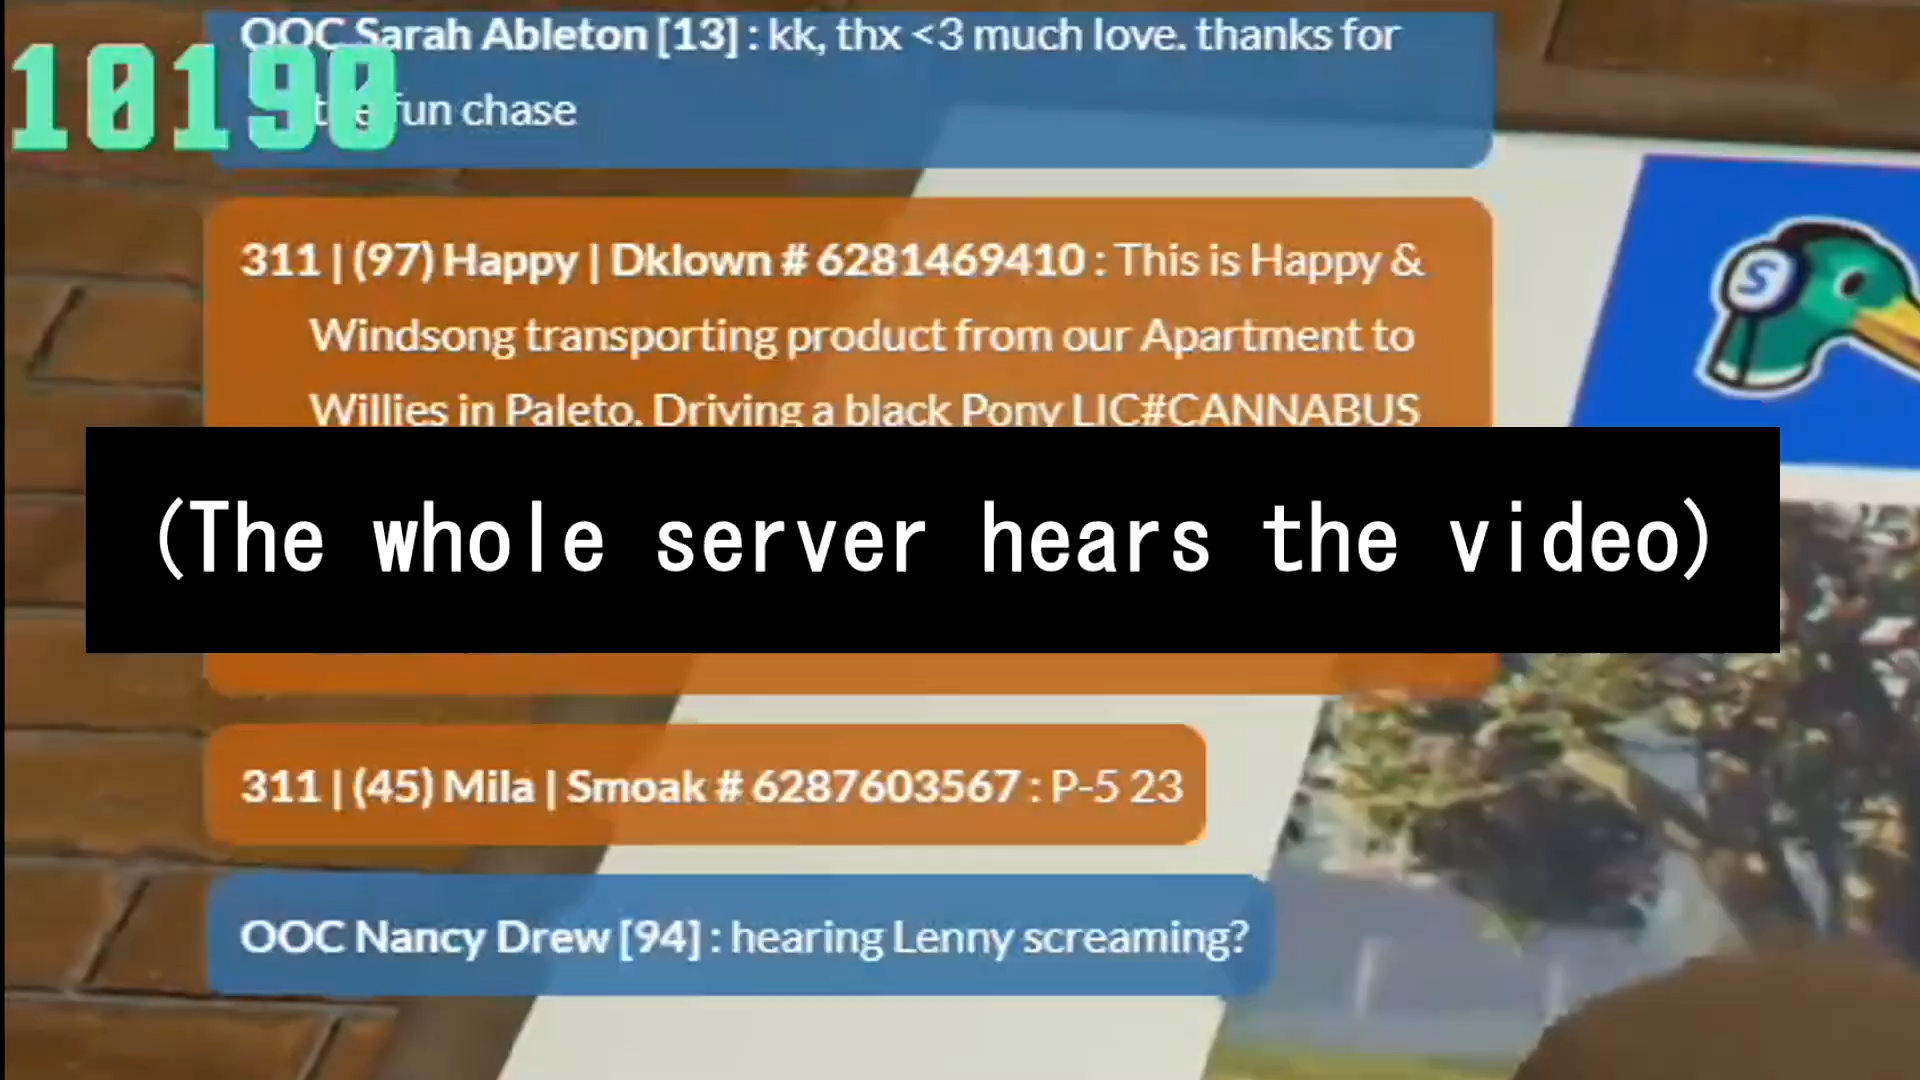 OOC Sarah Ableton [13] : kk, thx <3 much love. thanks for
10190
the fun chase
311 | (97) Happy | Dklown # 6281469410 : This is Happy &
Windsong transporting product from our Apartment to
Willies in Paleto. Driving a black Pony LIC#CANNABUS
S
(The whole server hears the video)
311 | (45) Mila | Smoak # 6287603567 : P-5 23
OOC Nancy Drew [94] : hearing Lenny screaming?